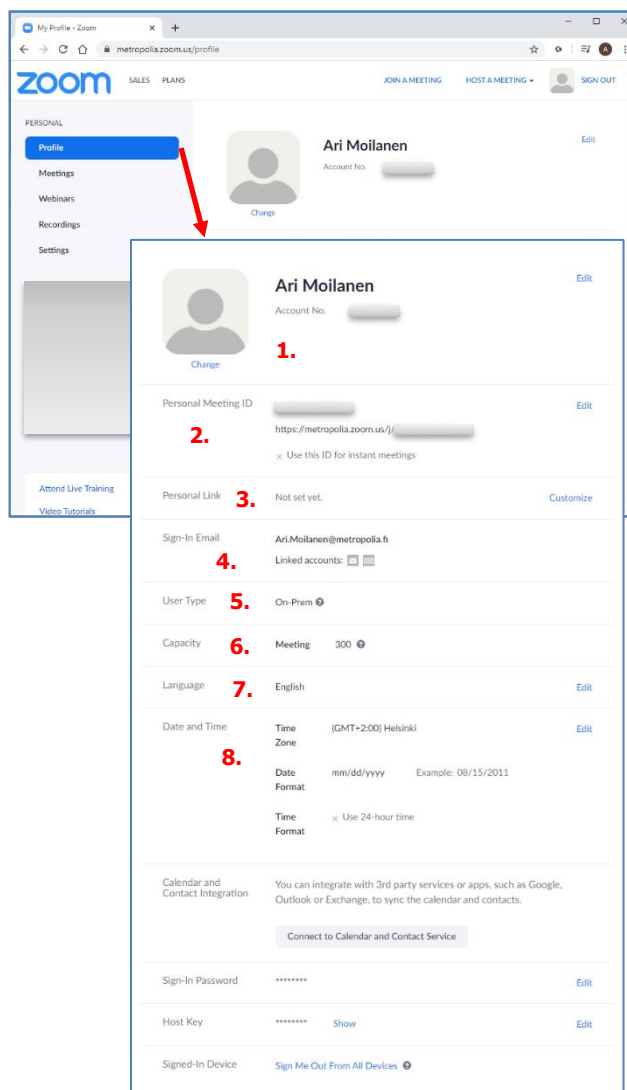 My Profile - Zoom
metropolia.zoom.us/profile
A
zoom
SALES PLANS
JOIN A MEETING HOST A MEETING SIGN OUT
PERSONAL
Profile
Meetings
Webinars
Recordings
Settings
Attend Live Training
Video Tutorials
Ari Moilanen
Edit
Account No.
Change
Ari Moilanen
Edit
Account No.
1.
Change
Personal Meeting ID
Edit
2.
https://metropolia.zoom.us/j/
× Use this ID for instant meetings
Personal Link 3. Not set yet. Customize
Sign-In Email Ari.Moilanen@metropolia.fi
4. Linked accounts:
User Type 5. On-Prem
Capacity 6. Meeting 300
Language 7. English Edit
Date and Time Time Zone (GMT+2:00) Helsinki Edit
8.
Date Format mm/dd/yyyy Example: 08/15/2011
Time Format × Use 24-hour time
Calendar and
Contact Integration
You can integrate with 3rd party services or apps, such as Google,
Outlook or Exchange, to sync the calendar and contacts.
Connect to Calendar and Contact Service
Sign-In Password ******** Edit
Host Key ******** Show Edit
Signed-In Device Sign Me Out From All Devices